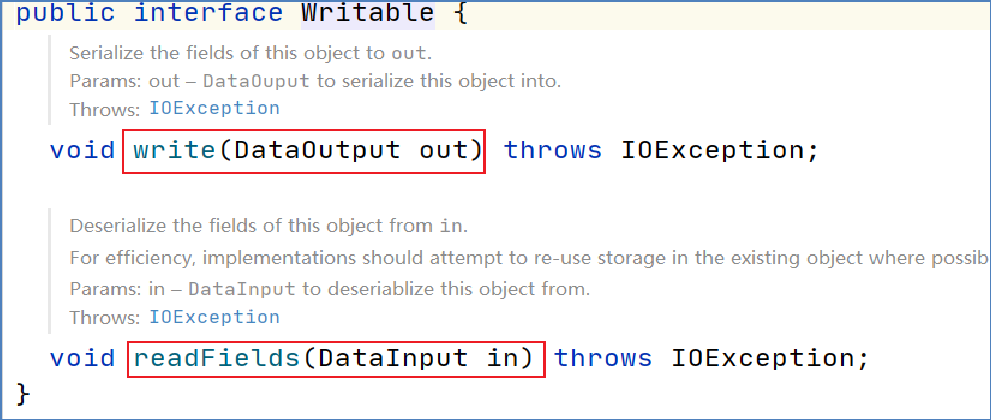 public interface Writable {
Serialize the fields of this object to out.
Params: out – DataOuput to serialize this object into.
Throws: IOException
void write(DataOutput out) throws IOException;
Deserialize the fields of this object from in.
For efficiency, implementations should attempt to re-use storage in the existing object where possib
Params: in – DataInput to deseriablize this object from.
Throws: IOException
void readFields(DataInput in) throws IOException;
}